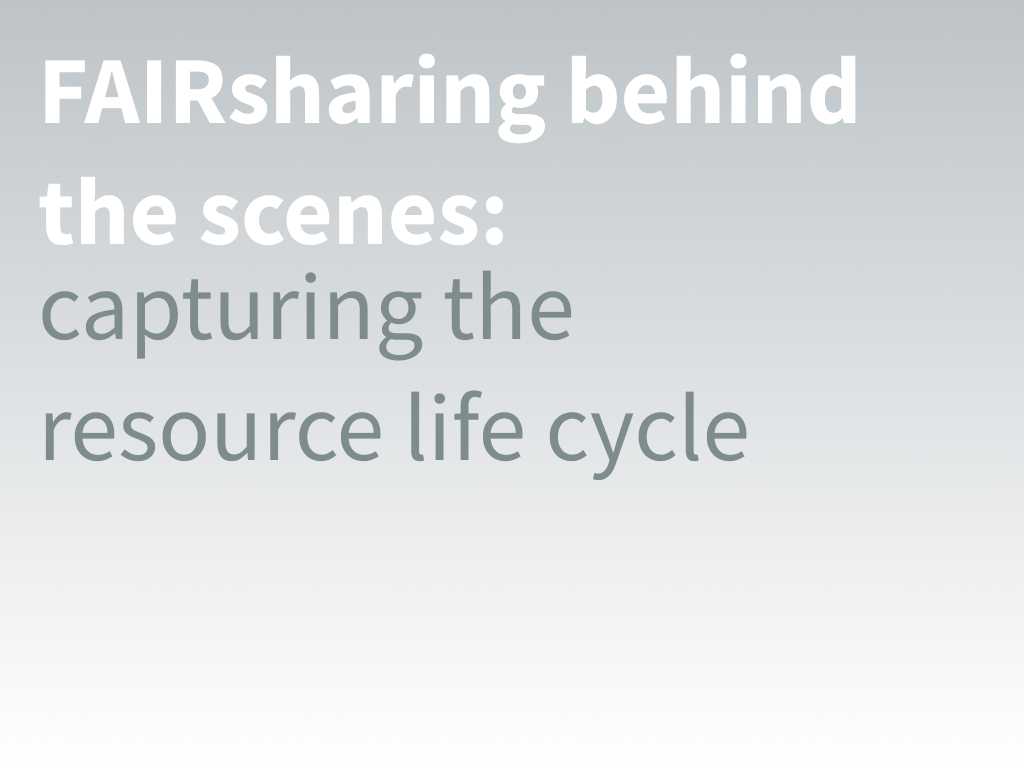 FAIRsharing behind
the scenes:
capturing the
resource life cycle